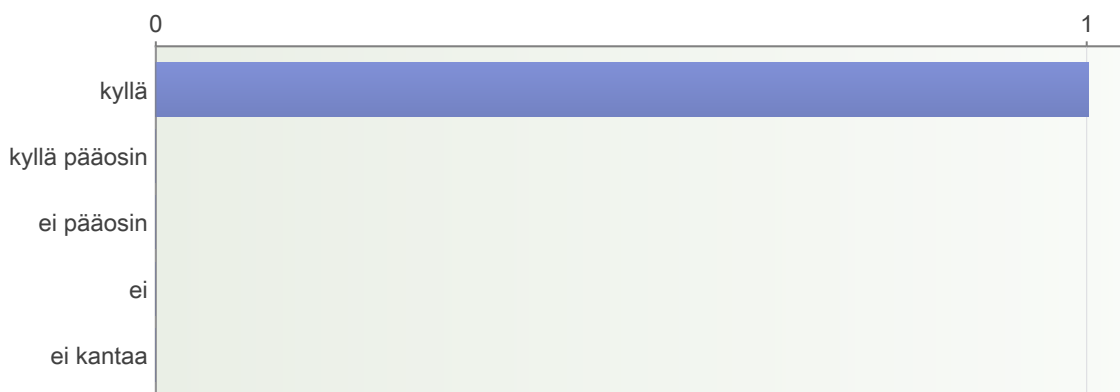 0 1
kyllä
kyllä pääosin
ei pääosin
ei
ei kantaa